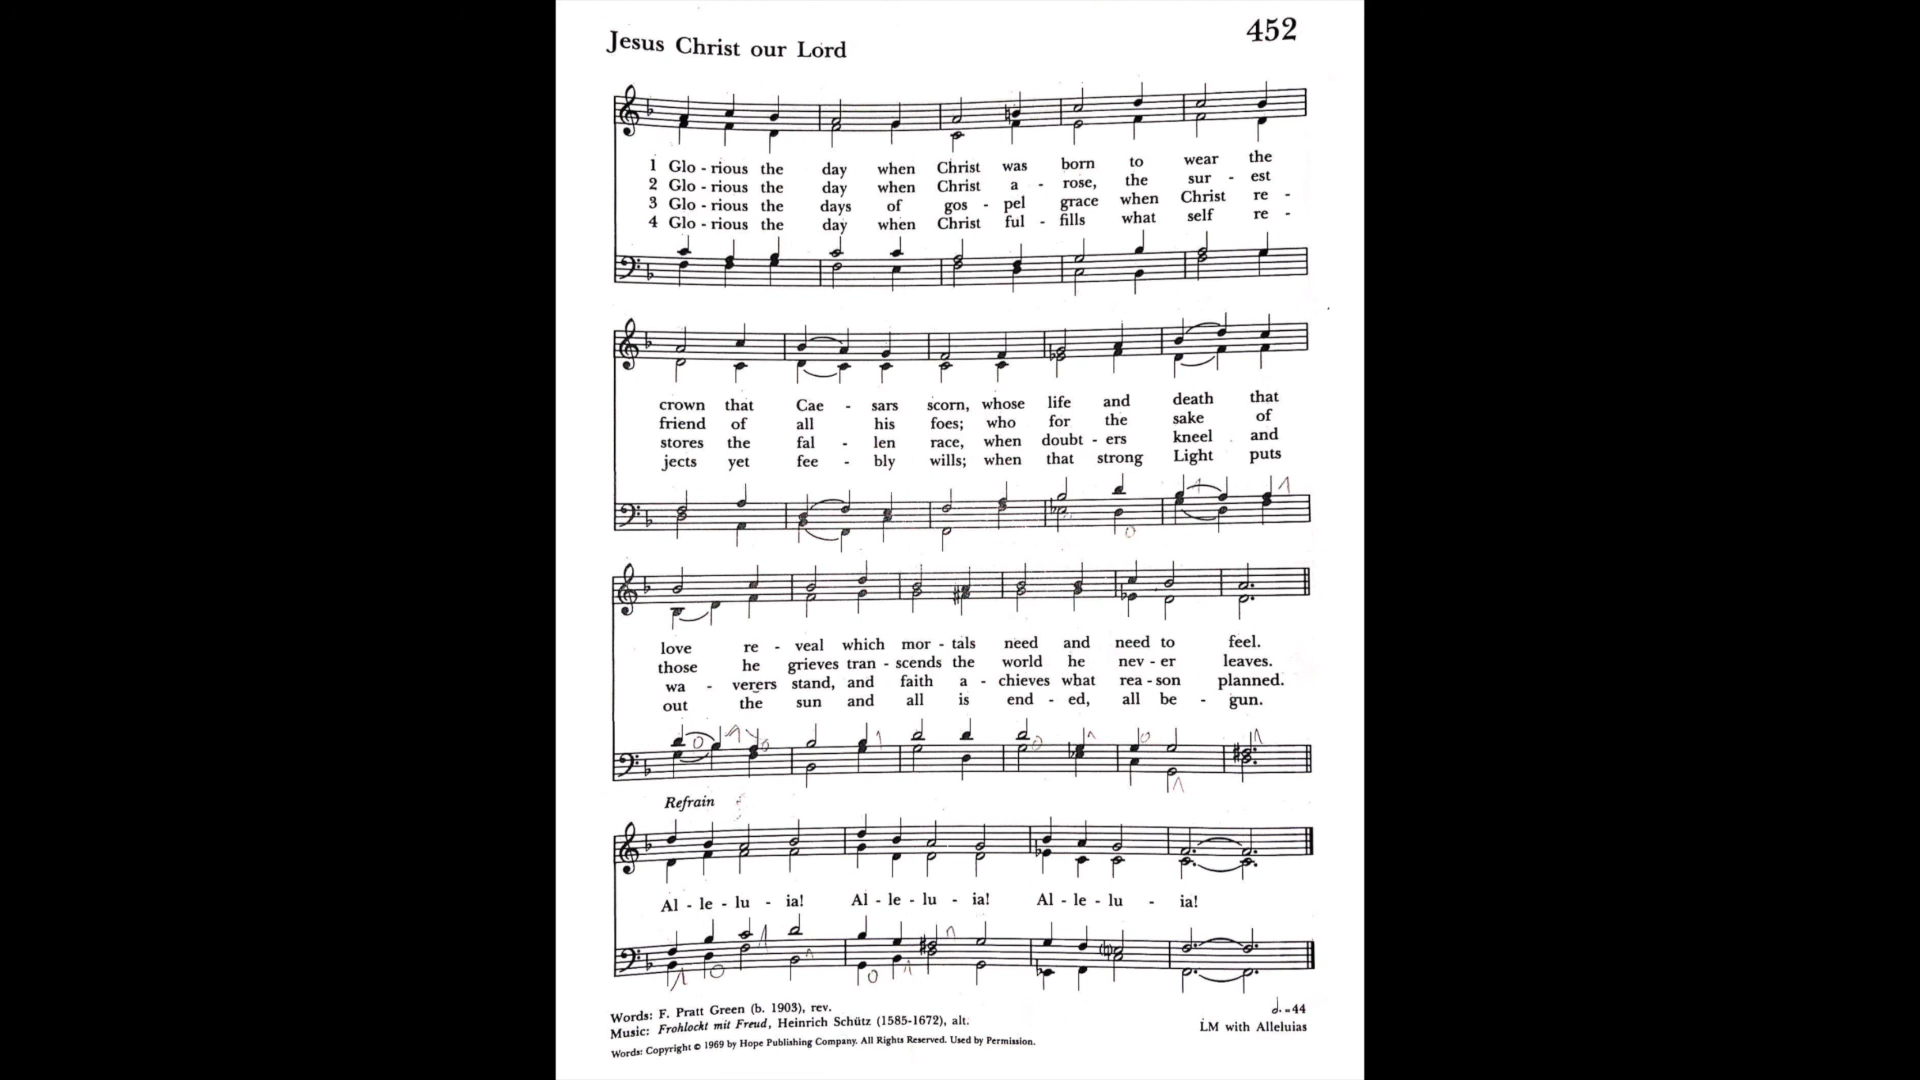 452
Jesus Christ our Lord
1 Glo - rious the day when Christ was born to wear the
2 Glo - rious the day when Christ a - rose, the sur - est
3 Glo - rious the days of gos - pel grace when Christ re -
4 Glo - rious the day when Christ ful - fills what self re -
crown that Cae - sars scorn, whose life and death that
friend of all his foes; who for the sake of
stores the fal - len race, when doubt - ers kneel and
jects yet fee - bly wills; when that strong Light puts
love re - veal which mor - tals need and need to feel.
those he grieves tran - scends the world he nev - er leaves.
wa - verers stand, and faith a - chieves what rea - son planned.
out the sun and all is end - ed, all be - gun.
Refrain
Al - le - lu - ia! Al - le - lu - ia! Al - le - lu - ia!
Words: F. Pratt Green (b. 1903), rev.
Music: Frohlockt mit Freud, Heinrich Schütz (1585-1672), alt.
Words: Copyright © 1969 by Hope Publishing Company. All Rights Reserved. Used by Permission.
𝅗𝅥. = 44
LM with Alleluias